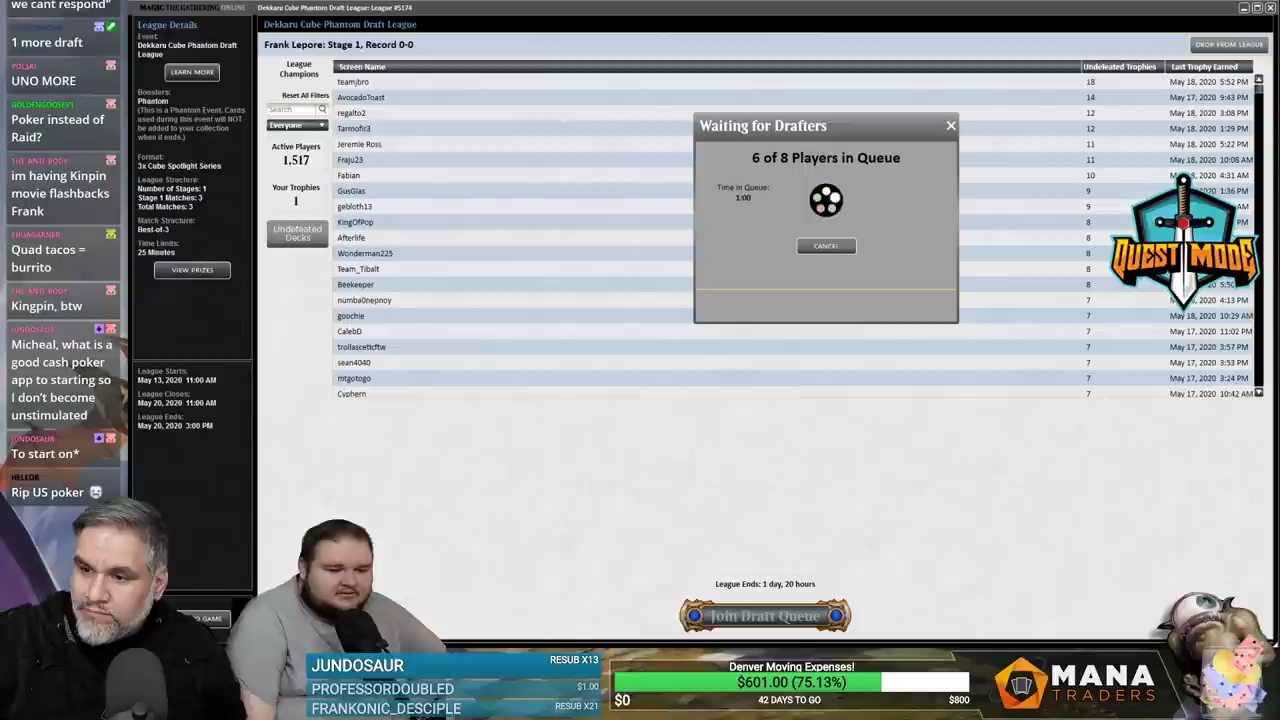 we cant respond"
1 more draft
POLSKI
UNO MORE
GOLDENGOOSEV1
Poker instead of
Raid?
THE ANTI BODY
im having Kinpin
movie flashbacks
Frank
THUAGARNER
Quad tacos =
burrito
THE ANTI BODY
Kingpin, btw
JUNDOSAUR
Micheal, what is a
good cash poker
app to starting so
I don't become
unstimulated
JUNDOSAUR
To start on*
HELEOR
Rip US poker
MAGIC THE GATHERING ONLINE
Dekkaru Cube Phantom Draft League: League #5174
League Details
Event:
Dekkaru Cube Phantom Draft
League
LEARN MORE
Boosters:
Phantom
(This is a Phantom Event. Cards
used during this event will NOT
be added to your collection
when it ends.)
Format:
3x Cube Spotlight Series
League Structure:
Number of Stages: 1
Stage 1 Matches: 3
Total Matches: 3
Match Structure:
Best-of-3
Time Limits:
25 Minutes
VIEW PRIZES
League Starts:
May 13, 2020 11:00 AM
League Closes:
May 20, 2020 11:00 AM
League Ends:
May 20, 2020 3:00 PM
O GAME
Dekkaru Cube Phantom Draft League
Frank Lepore: Stage 1, Record 0-0
DROP FROM LEAGUE
League
Champions
Reset All Filters
Search
Everyone
Active Players
1,517
Your Trophies
1
Undefeated
Decks
Screen Name Undefeated Trophies Last Trophy Earned
teamjbro 18 May 18, 2020 5:52 PM
AvocadoToast 14 May 17, 2020 9:43 PM
regalto2 12 May 18, 2020 3:08 PM
Tarmofir3 12 May 18, 2020 1:29 PM
Jeremie Ross 11 May 18, 2020 5:22 PM
Fraju23 11 May 18, 2020 10:08 AM
Fabian 10 May 18, 2020 4:31 AM
GusGlas 9 1:36 PM
gebloth13 9 AM
KingOfPop 8 PM
Afterlife 8
Wonderman225 8
Team_Tibalt 8
Beekeeper 8 5:50
numba0nepnoy 7 4:13 PM
goochie 7 May 18, 2020 10:29 AM
CalebD 7 May 17, 2020 11:02 PM
trollasceticftw 7 May 17, 2020 3:57 PM
sean4040 7 May 17, 2020 3:53 PM
mtgotogo 7 May 17, 2020 3:24 PM
Cyphern 7 May 17, 2020 10:42 AM
Waiting for Drafters
6 of 8 Players in Queue
Time in Queue:
1:00
CANCEL
QUEST MODE
League Ends: 1 day, 20 hours
Join Draft Queue
JUNDOSAUR RESUB X13
PROFESSORDOUBLED $1.00
FRANKONIC_DESCIPLE RESUB X21
Denver Moving Expenses!
$601.00 (75.13%)
$0 42 DAYS TO GO $800
MANA
TRADERS